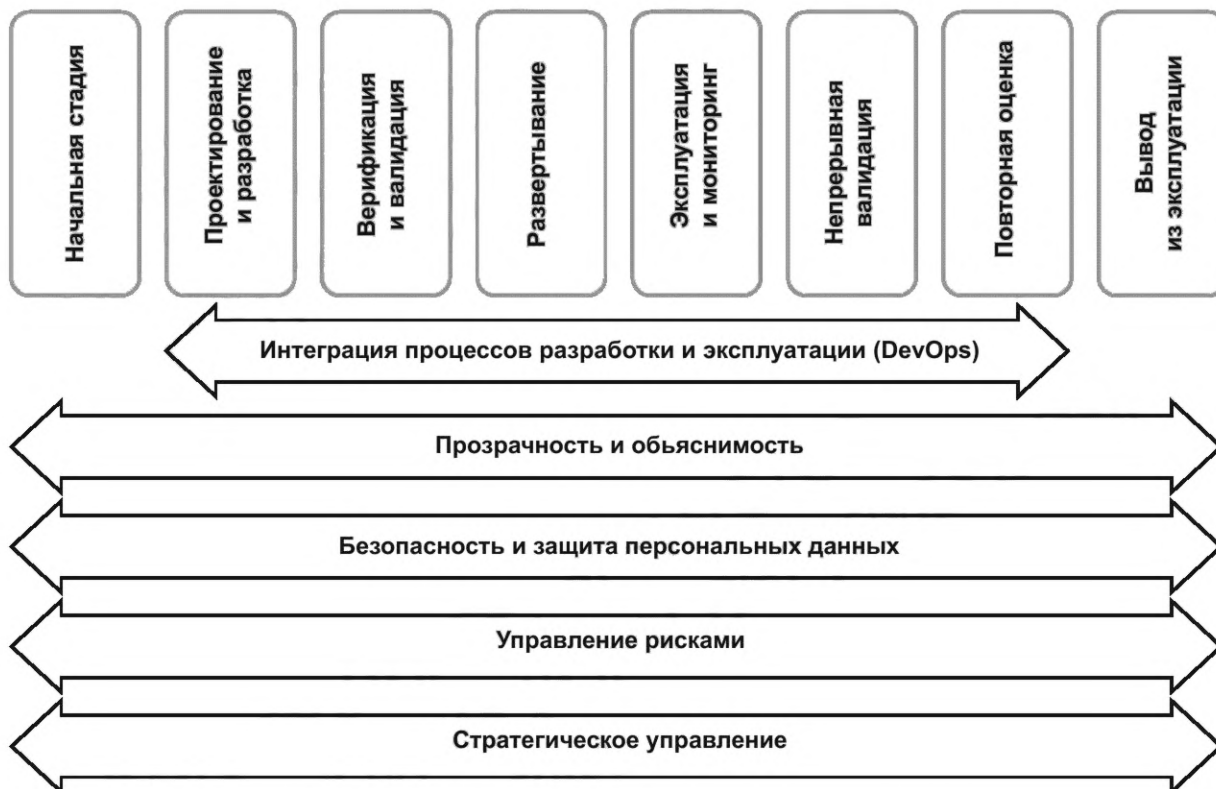 Начальная стадия
Проектирование
и разработка
Верификация
и валидация
Развертывание
Эксплуатация
и мониторинг
Непрерывная
валидация
Повторная оценка
Вывод
из эксплуатации
Интеграция процессов разработки и эксплуатации (DevOps)
Прозрачность и обьяснимость
Безопасность и защита персональных данных
Управление рисками
Стратегическое управление